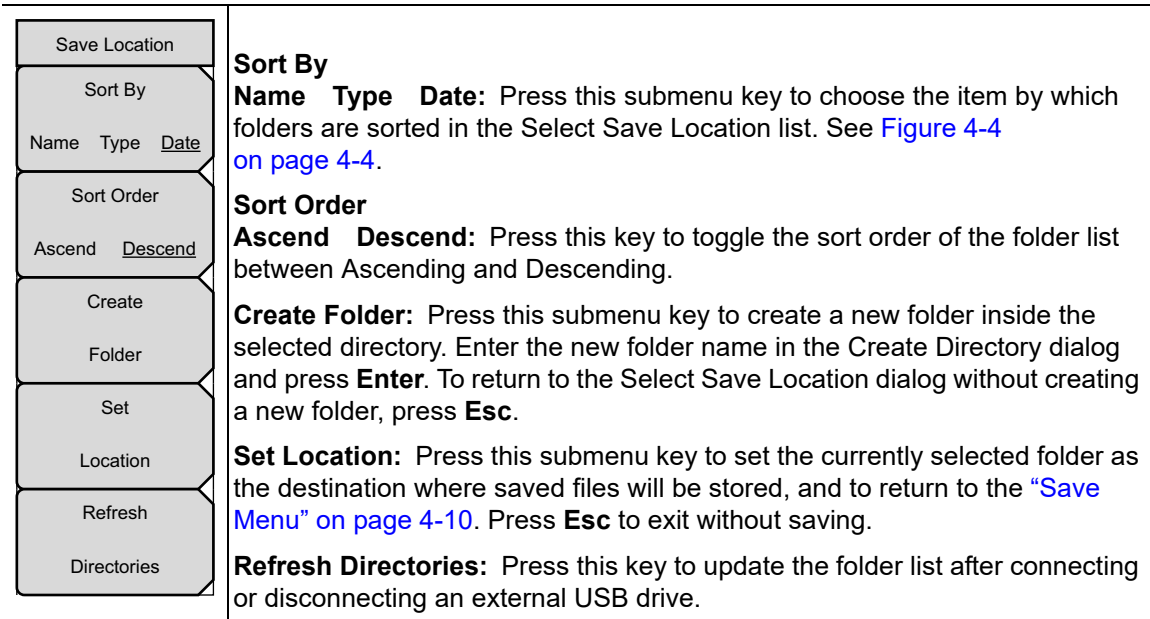 Save Location
Sort By
Name Type Date
Sort Order
Ascend Descend
Create
Folder
Set
Location
Refresh
Directories
Sort By
Name Type Date: Press this submenu key to choose the item by which
folders are sorted in the Select Save Location list. See Figure 4-4
on page 4-4.
Sort Order
Ascend Descend: Press this key to toggle the sort order of the folder list
between Ascending and Descending.
Create Folder: Press this submenu key to create a new folder inside the
selected directory. Enter the new folder name in the Create Directory dialog
and press Enter. To return to the Select Save Location dialog without creating
a new folder, press Esc.
Set Location: Press this submenu key to set the currently selected folder as
the destination where saved files will be stored, and to return to the “Save
Menu” on page 4-10. Press Esc to exit without saving.
Refresh Directories: Press this key to update the folder list after connecting
or disconnecting an external USB drive.